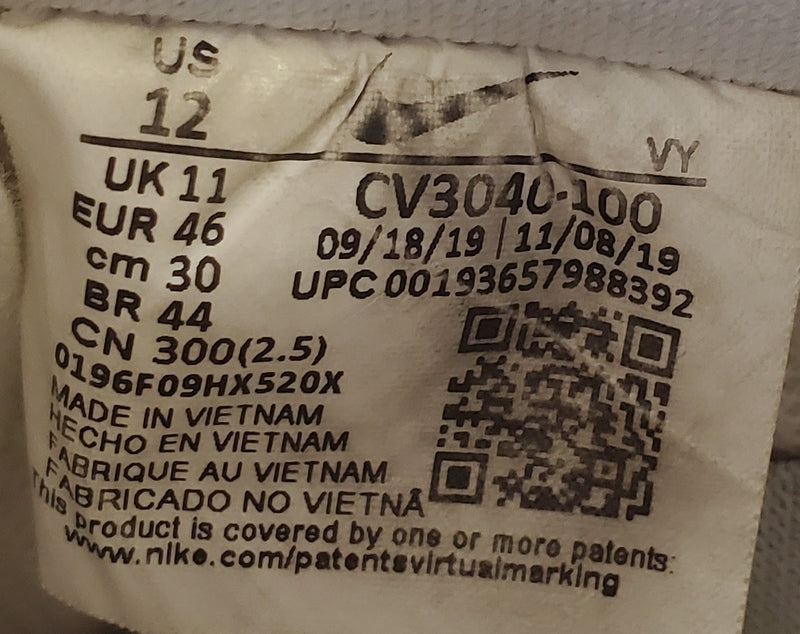 US
12
VY
UK 11
EUR 46
cm 30
BR 44
CN 300(2.5)
CV3040-100
09/18/19 | 11/08/19
UPC 00193657988392
0196F09HX520X
MADE IN VIETNAM
HECHO EN VIETNAM
FABRIQUE AU VIETNAM
FABRICADO NO VIETNÃ
This product is covered by one or more patents:
www.nike.com/patentsvirtualmarking